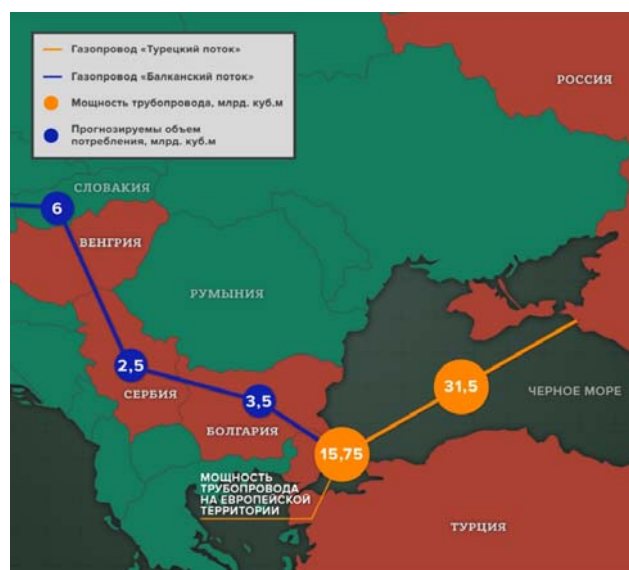 Газопровод «Турецкий поток»
Газопровод «Балканский поток»
Мощность трубопровода, млрд. куб.м
Прогнозируемы объем
потребления, млрд. куб.м
РОССИЯ
СЛОВАКИЯ
6
ВЕНГРИЯ
РУМЫНИЯ
2,5
СЕРБИЯ
3,5
БОЛГАРИЯ
31,5
ЧЕРНОЕ МОРЕ
15,75
МОЩНОСТЬ
ТРУБОПРОВОДА
НА ЕВРОПЕЙСКОЙ
ТЕРРИТОРИИ
ТУРЦИЯ